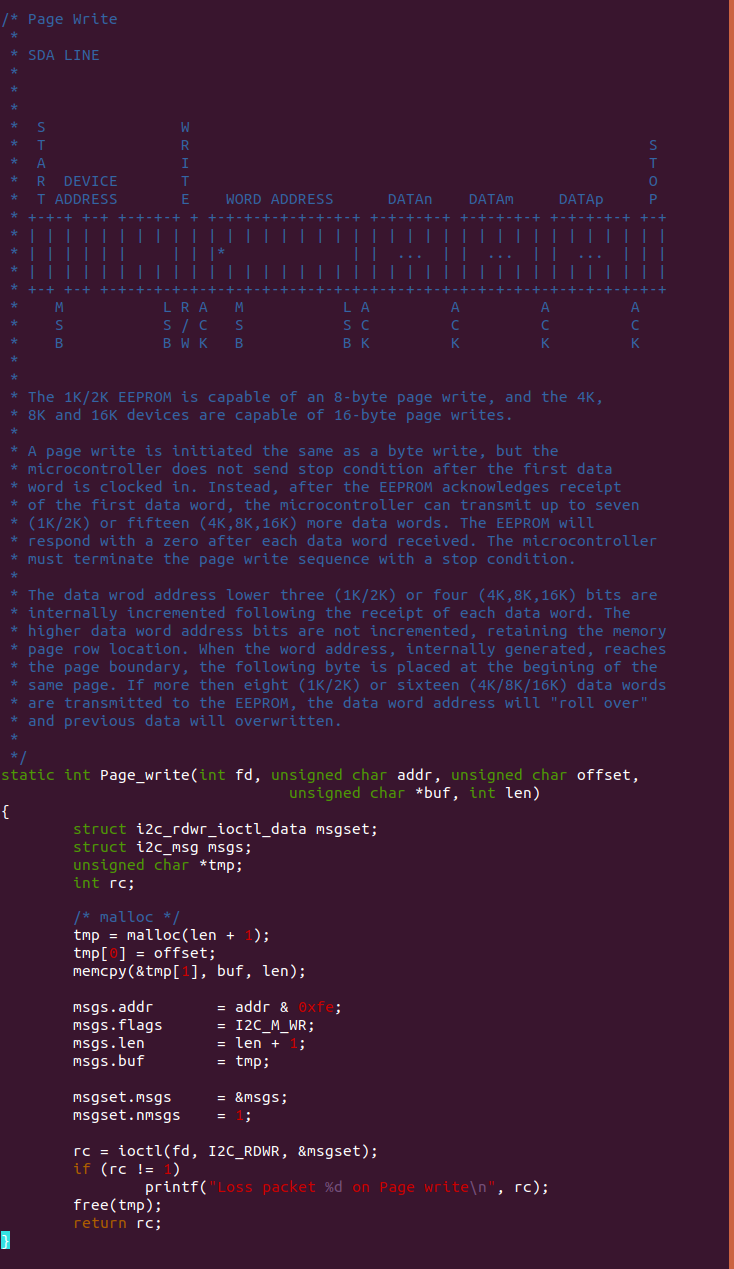 /* Page Write
 *
 * SDA LINE
 *
 *
 *
 *  S               W
 *  T               R                                                   S
 *  A               I                                                   T
 *  R  DEVICE       T                                                   O
 *  T ADDRESS       E    WORD ADDRESS      DATAn    DATAm     DATAp     P
 * +-+-+ +-+ +-+-+-+ +-+ +-+-+-+-+-+-+-+-+ +-+-+-+-+ +-+-+-+-+-+-+-+-+ +-+
 * | | | | | | | | | | | | | | | | | | | | | | | | | | | | | | | | | | | |
 * | | | | | |     | | |*              | |  ...  | |  ...  | |  ...  | | |
 * | | | | | | | | | | | | | | | | | | | | | | | | | | | | | | | | | | | |
 * +-+ +-+ +-+-+-+-+-+-+-+-+-+-+-+-+-+-+-+-+-+-+-+-+-+-+-+-+-+-+-+-+-+-+-+
 *    M           L R A   M           L A         A         A         A
 *    S           S / C   S           S C         C         C         C
 *    B           B W K   B           B K         K         K         K
 *
 *
 * The 1K/2K EEPROM is capable of an 8-byte page write, and the 4K,
 * 8K and 16K devices are capable of 16-byte page writes.
 *
 * A page write is initiated the same as a byte write, but the
 * microcontroller does not send stop condition after the first data
 * word is clocked in. Instead, after the EEPROM acknowledges receipt
 * of the first data word, the microcontroller can transmit up to seven
 * (1K/2K) or fifteen (4K,8K,16K) more data words. The EEPROM will
 * respond with a zero after each data word received. The microcontroller
 * must terminate the page write sequence with a stop condition.
 *
 * The data wrod address lower three (1K/2K) or four (4K,8K,16K) bits are
 * internally incremented following the receipt of each data word. The
 * higher data word address bits are not incremented, retaining the memory
 * page row location. When the word address, internally generated, reaches
 * the page boundary, the following byte is placed at the begining of the
 * same page. If more then eight (1K/2K) or sixteen (4K/8K/16K) data words
 * are transmitted to the EEPROM, the data word address will "roll over"
 * and previous data will overwritten.
 *
 */
static int Page_write(int fd, unsigned char addr, unsigned char offset,
                                unsigned char *buf, int len)
{
        struct i2c_rdwr_ioctl_data msgset;
        struct i2c_msg msgs;
        unsigned char *tmp;
        int rc;

        /* malloc */
        tmp = malloc(len + 1);
        tmp[0] = offset;
        memcpy(&tmp[1], buf, len);

        msgs.addr       = addr & 0xfe;
        msgs.flags      = I2C_M_WR;
        msgs.len        = len + 1;
        msgs.buf        = tmp;

        msgset.msgs     = &msgs;
        msgset.nmsgs    = 1;

        rc = ioctl(fd, I2C_RDWR, &msgset);
        if (rc != 1)
                printf("Loss packet %d on Page write\n", rc);
        free(tmp);
        return rc;
}